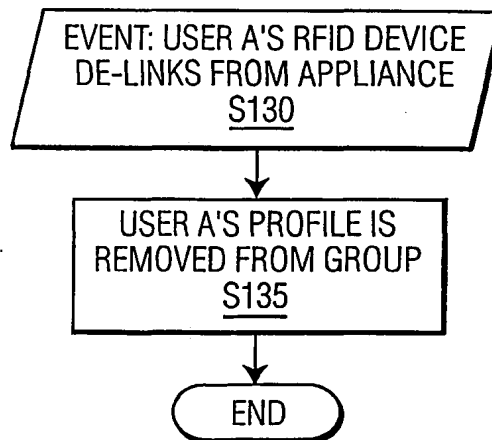 EVENT: USER A'S RFID DEVICE
DE-LINKS FROM APPLIANCE
S130
USER A'S PROFILE IS
REMOVED FROM GROUP
S135
END